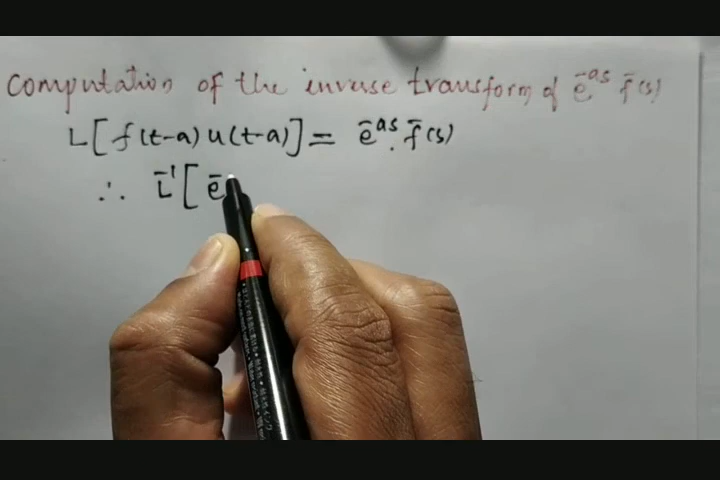 Computation of the inverse transform of e^-as f̄(s)
L[f(t-a) u(t-a)] = e^-as. f̄(s)
∴ L^-1 [ e^-